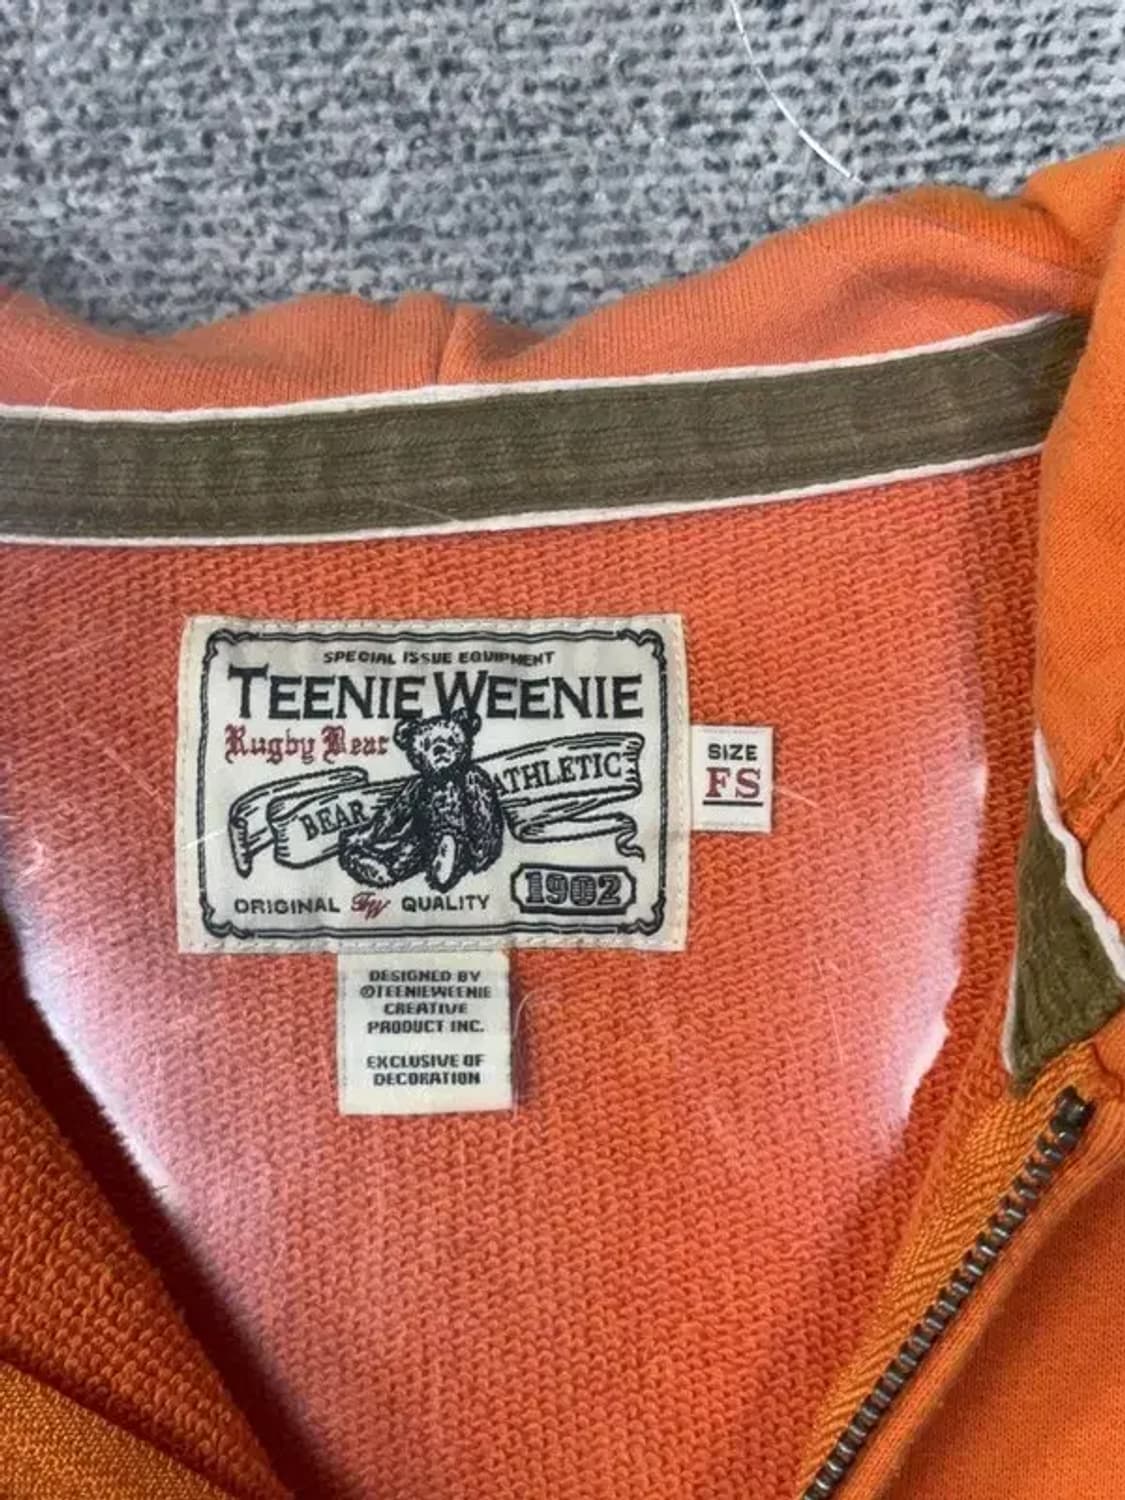 SPECIAL ISSUE EQUIPMENT
TEENIE WEENIE
Rugby Bear
BEAR ATHLETIC
1902
ORIGINAL TW QUALITY
SIZE
FS
DESIGNED BY
©TEENIEWEENIE
CREATIVE
PRODUCT INC.
EXCLUSIVE OF
DECORATION